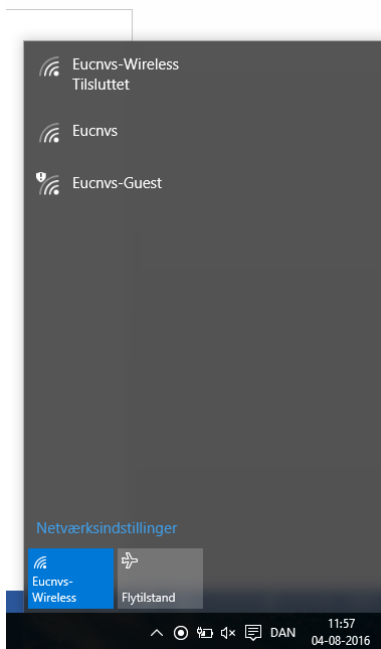 Eucnvs-Wireless
Tilsluttet
Eucnvs
Eucnvs-Guest
Netværksindstillinger
Eucnvs-
Wireless
Flytilstand
DAN
11:57
04-08-2016